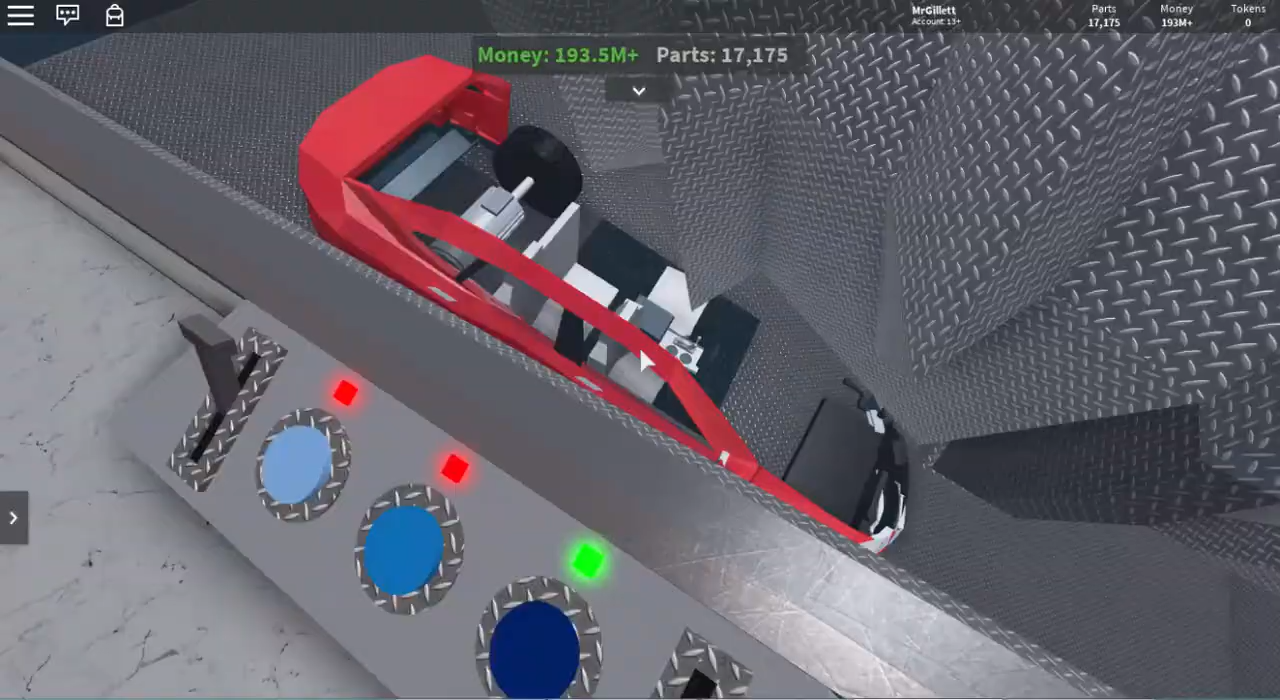 MrGillett
Account: 13+
Parts
17,175
Money
193M+
Tokens
0
Money: 193.5M+ Parts: 17,175